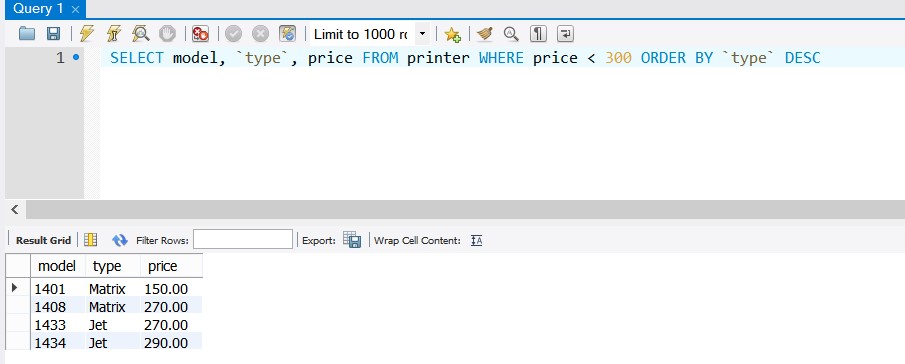 Query 1 ×
Limit to 1000 rc
1 SELECT model, `type`, price FROM printer WHERE price < 300 ORDER BY `type` DESC
Result Grid Filter Rows: Export: Wrap Cell Content: IA
model type price
1401 Matrix 150.00
1408 Matrix 270.00
1433 Jet 270.00
1434 Jet 290.00